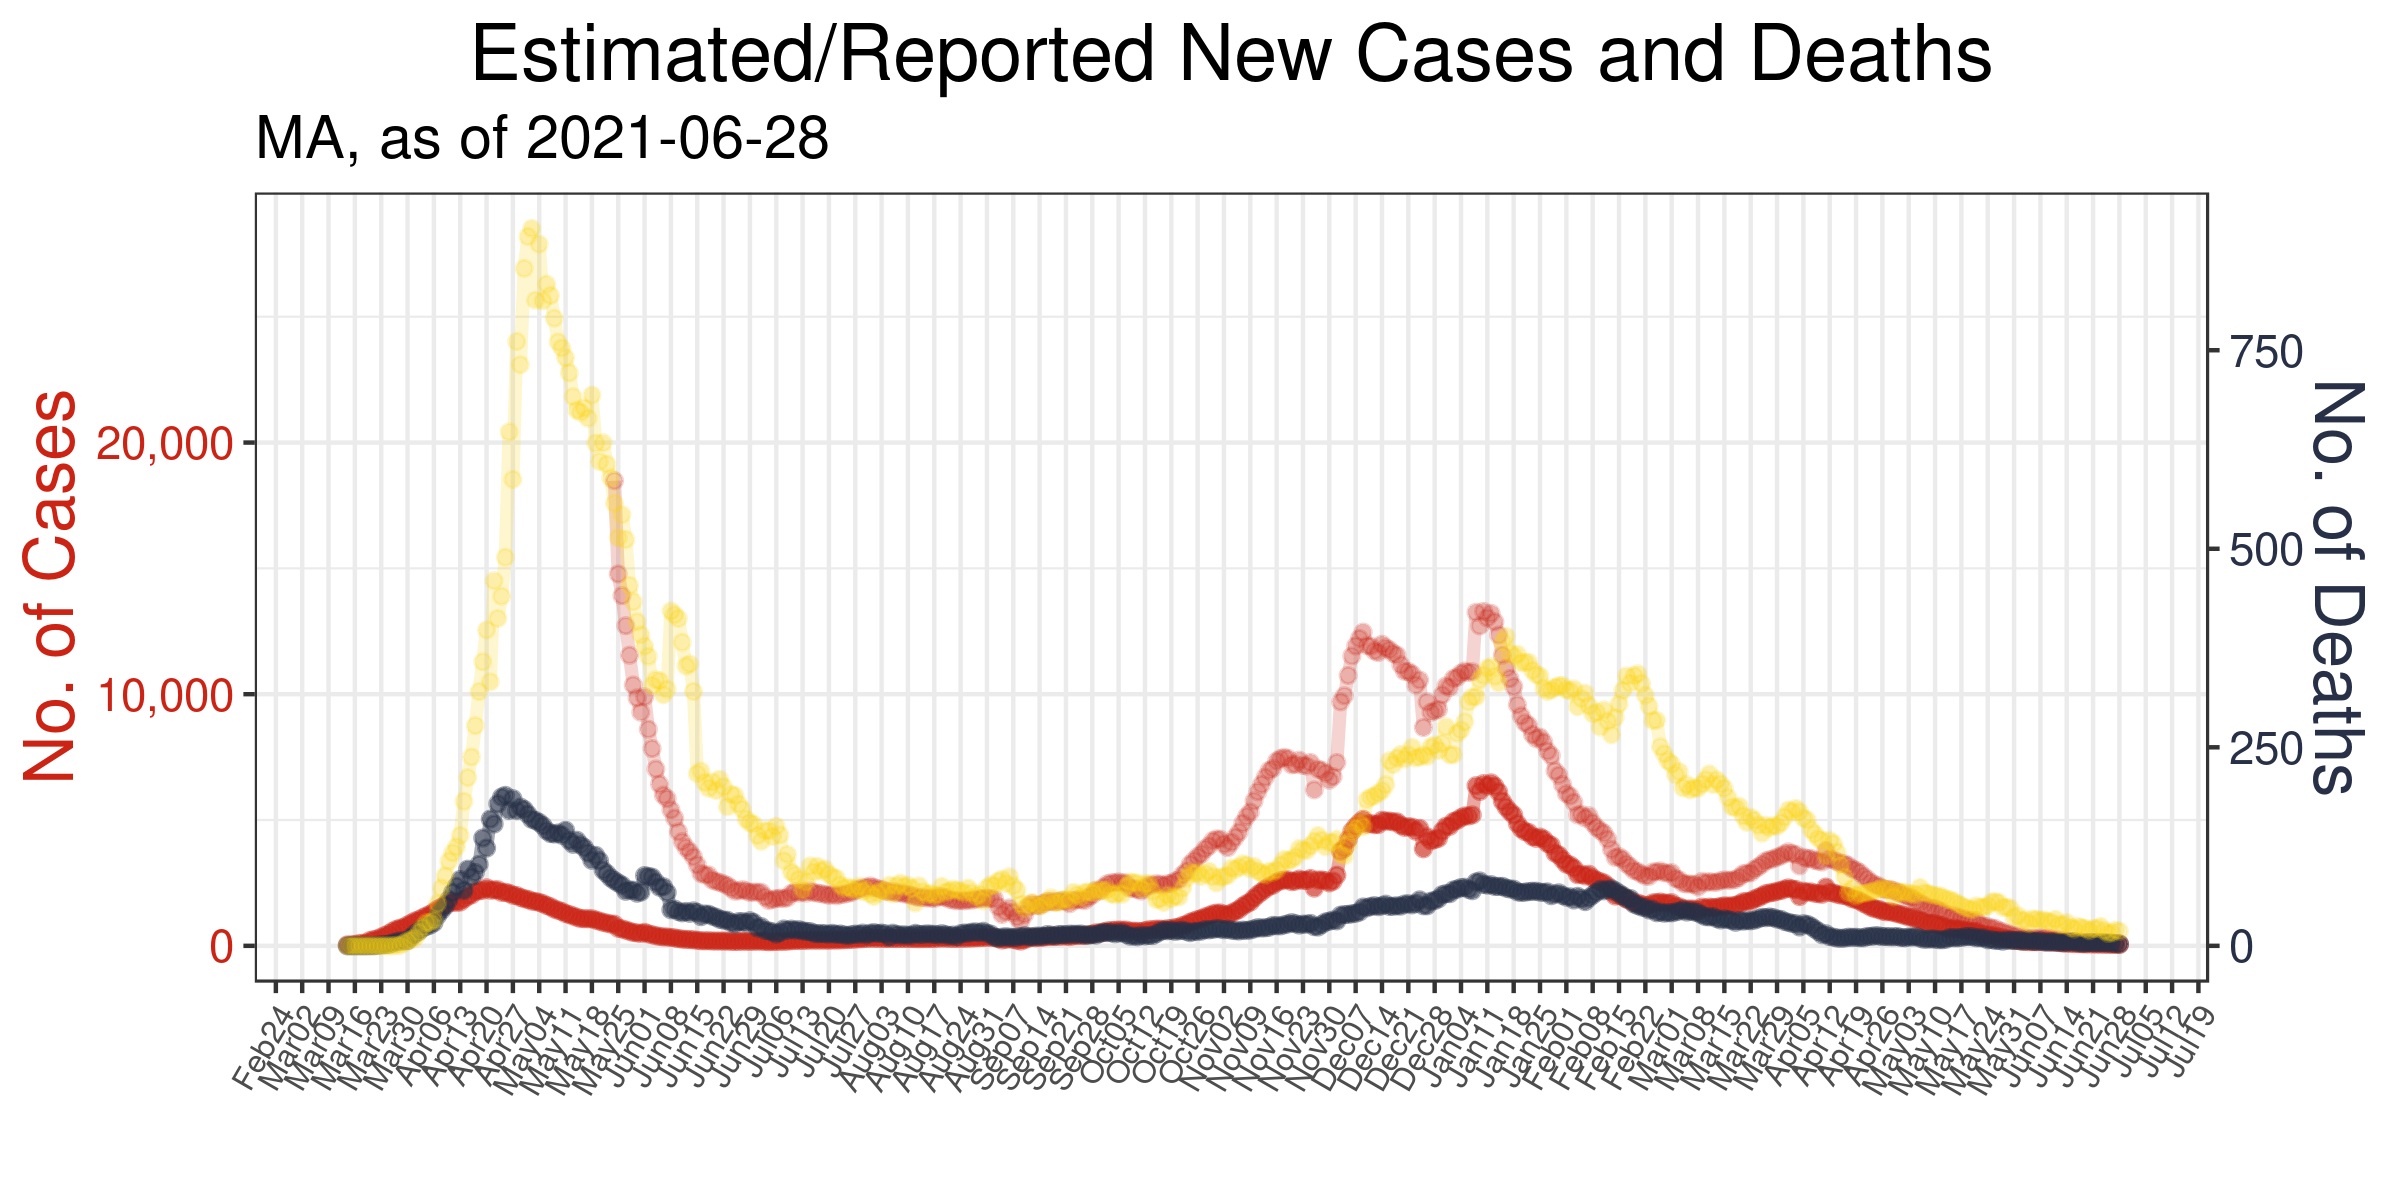 Estimated/Reported New Cases and Deaths
MA, as of 2021-06-28
No. of Cases
20,000
10,000
0
750
500
250
0
No. of Deaths
Feb24
Mar02
Mar09
Mar16
Mar23
Mar30
Apr06
Apr13
Apr20
Apr27
May04
May11
May18
May25
Jun01
Jun08
Jun15
Jun22
Jun29
Jul06
Jul13
Jul20
Jul27
Aug03
Aug10
Aug17
Aug24
Aug31
Sep07
Sep14
Sep21
Sep28
Oct05
Oct12
Oct19
Oct26
Nov02
Nov09
Nov16
Nov23
Nov30
Dec07
Dec14
Dec21
Dec28
Jan04
Jan11
Jan18
Jan25
Feb01
Feb08
Feb15
Feb22
Mar01
Mar08
Mar15
Mar22
Mar29
Apr05
Apr12
Apr19
Apr26
May03
May10
May17
May24
May31
Jun07
Jun14
Jun21
Jun28
Jul05
Jul12
Jul19